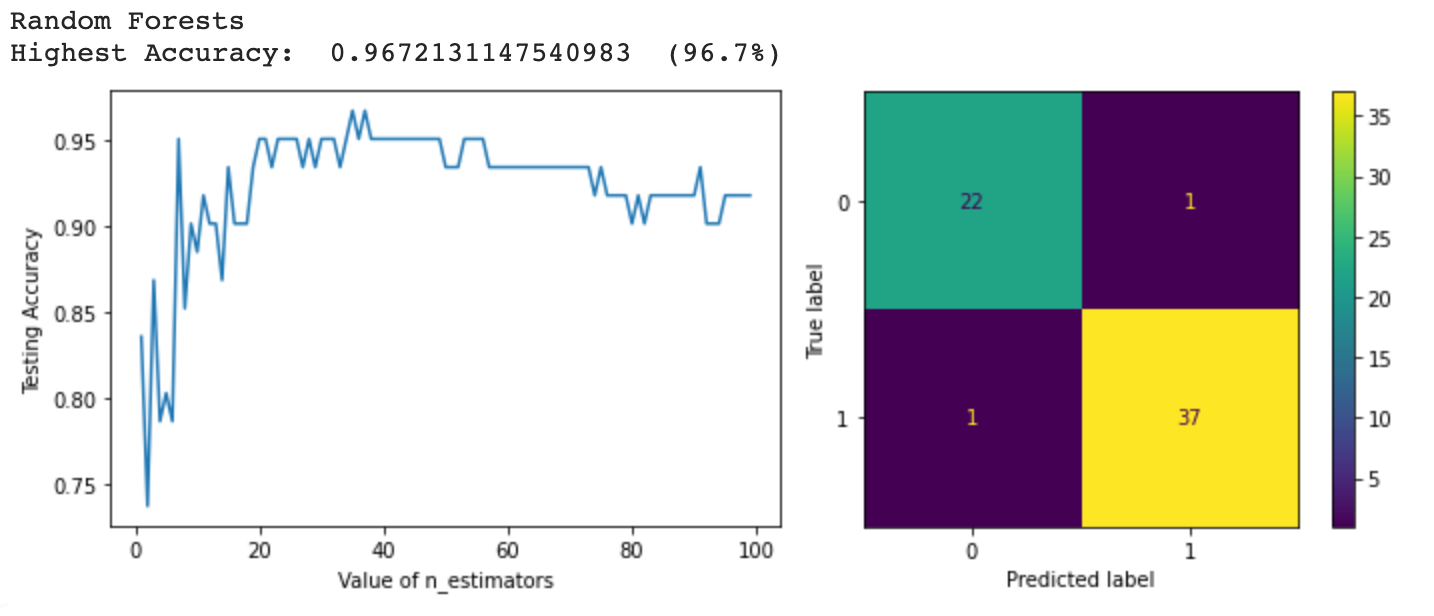 Random Forests
Highest Accuracy:  0.9672131147540983  (96.7%)
0.95
0.90
0.85
0.80
0.75
Testing Accuracy
0 20 40 60 80 100
Value of n_estimators
True label
0
1
22 1
1 37
0 1
Predicted label
35
30
25
20
15
10
5